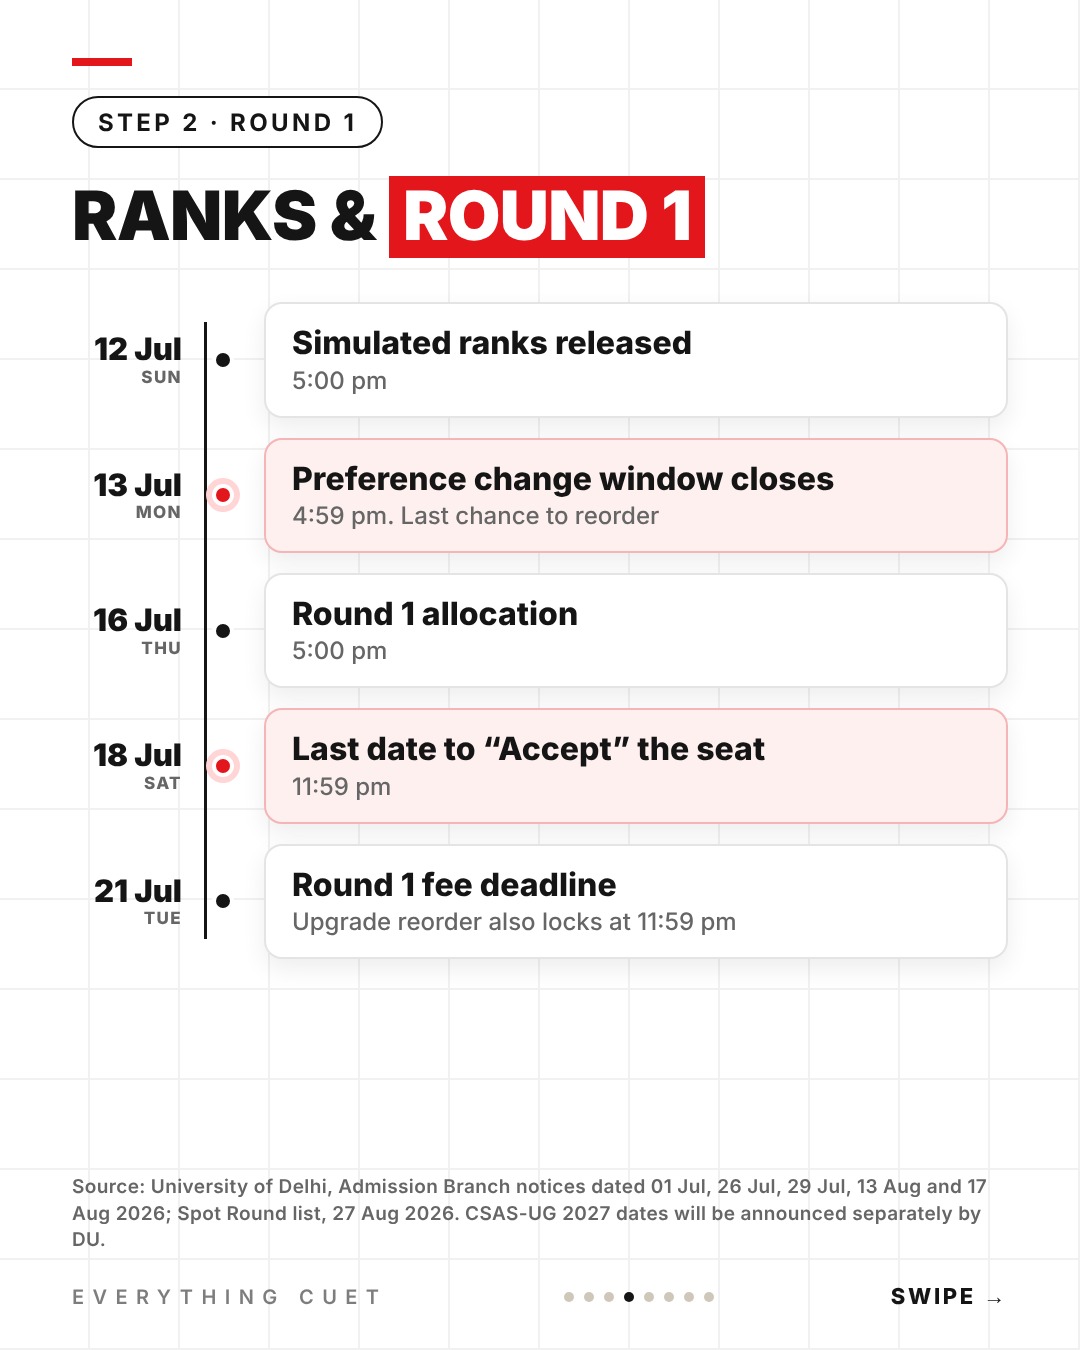 STEP 2 · ROUND 1
RANKS & ROUND 1
12 Jul
SUN
Simulated ranks released
5:00 pm
13 Jul
MON
Preference change window closes
4:59 pm. Last chance to reorder
16 Jul
THU
Round 1 allocation
5:00 pm
18 Jul
SAT
Last date to “Accept” the seat
11:59 pm
21 Jul
TUE
Round 1 fee deadline
Upgrade reorder also locks at 11:59 pm
Source: University of Delhi, Admission Branch notices dated 01 Jul, 26 Jul, 29 Jul, 13 Aug and 17
Aug 2026; Spot Round list, 27 Aug 2026. CSAS-UG 2027 dates will be announced separately by
DU.
EVERYTHING CUET
SWIPE →